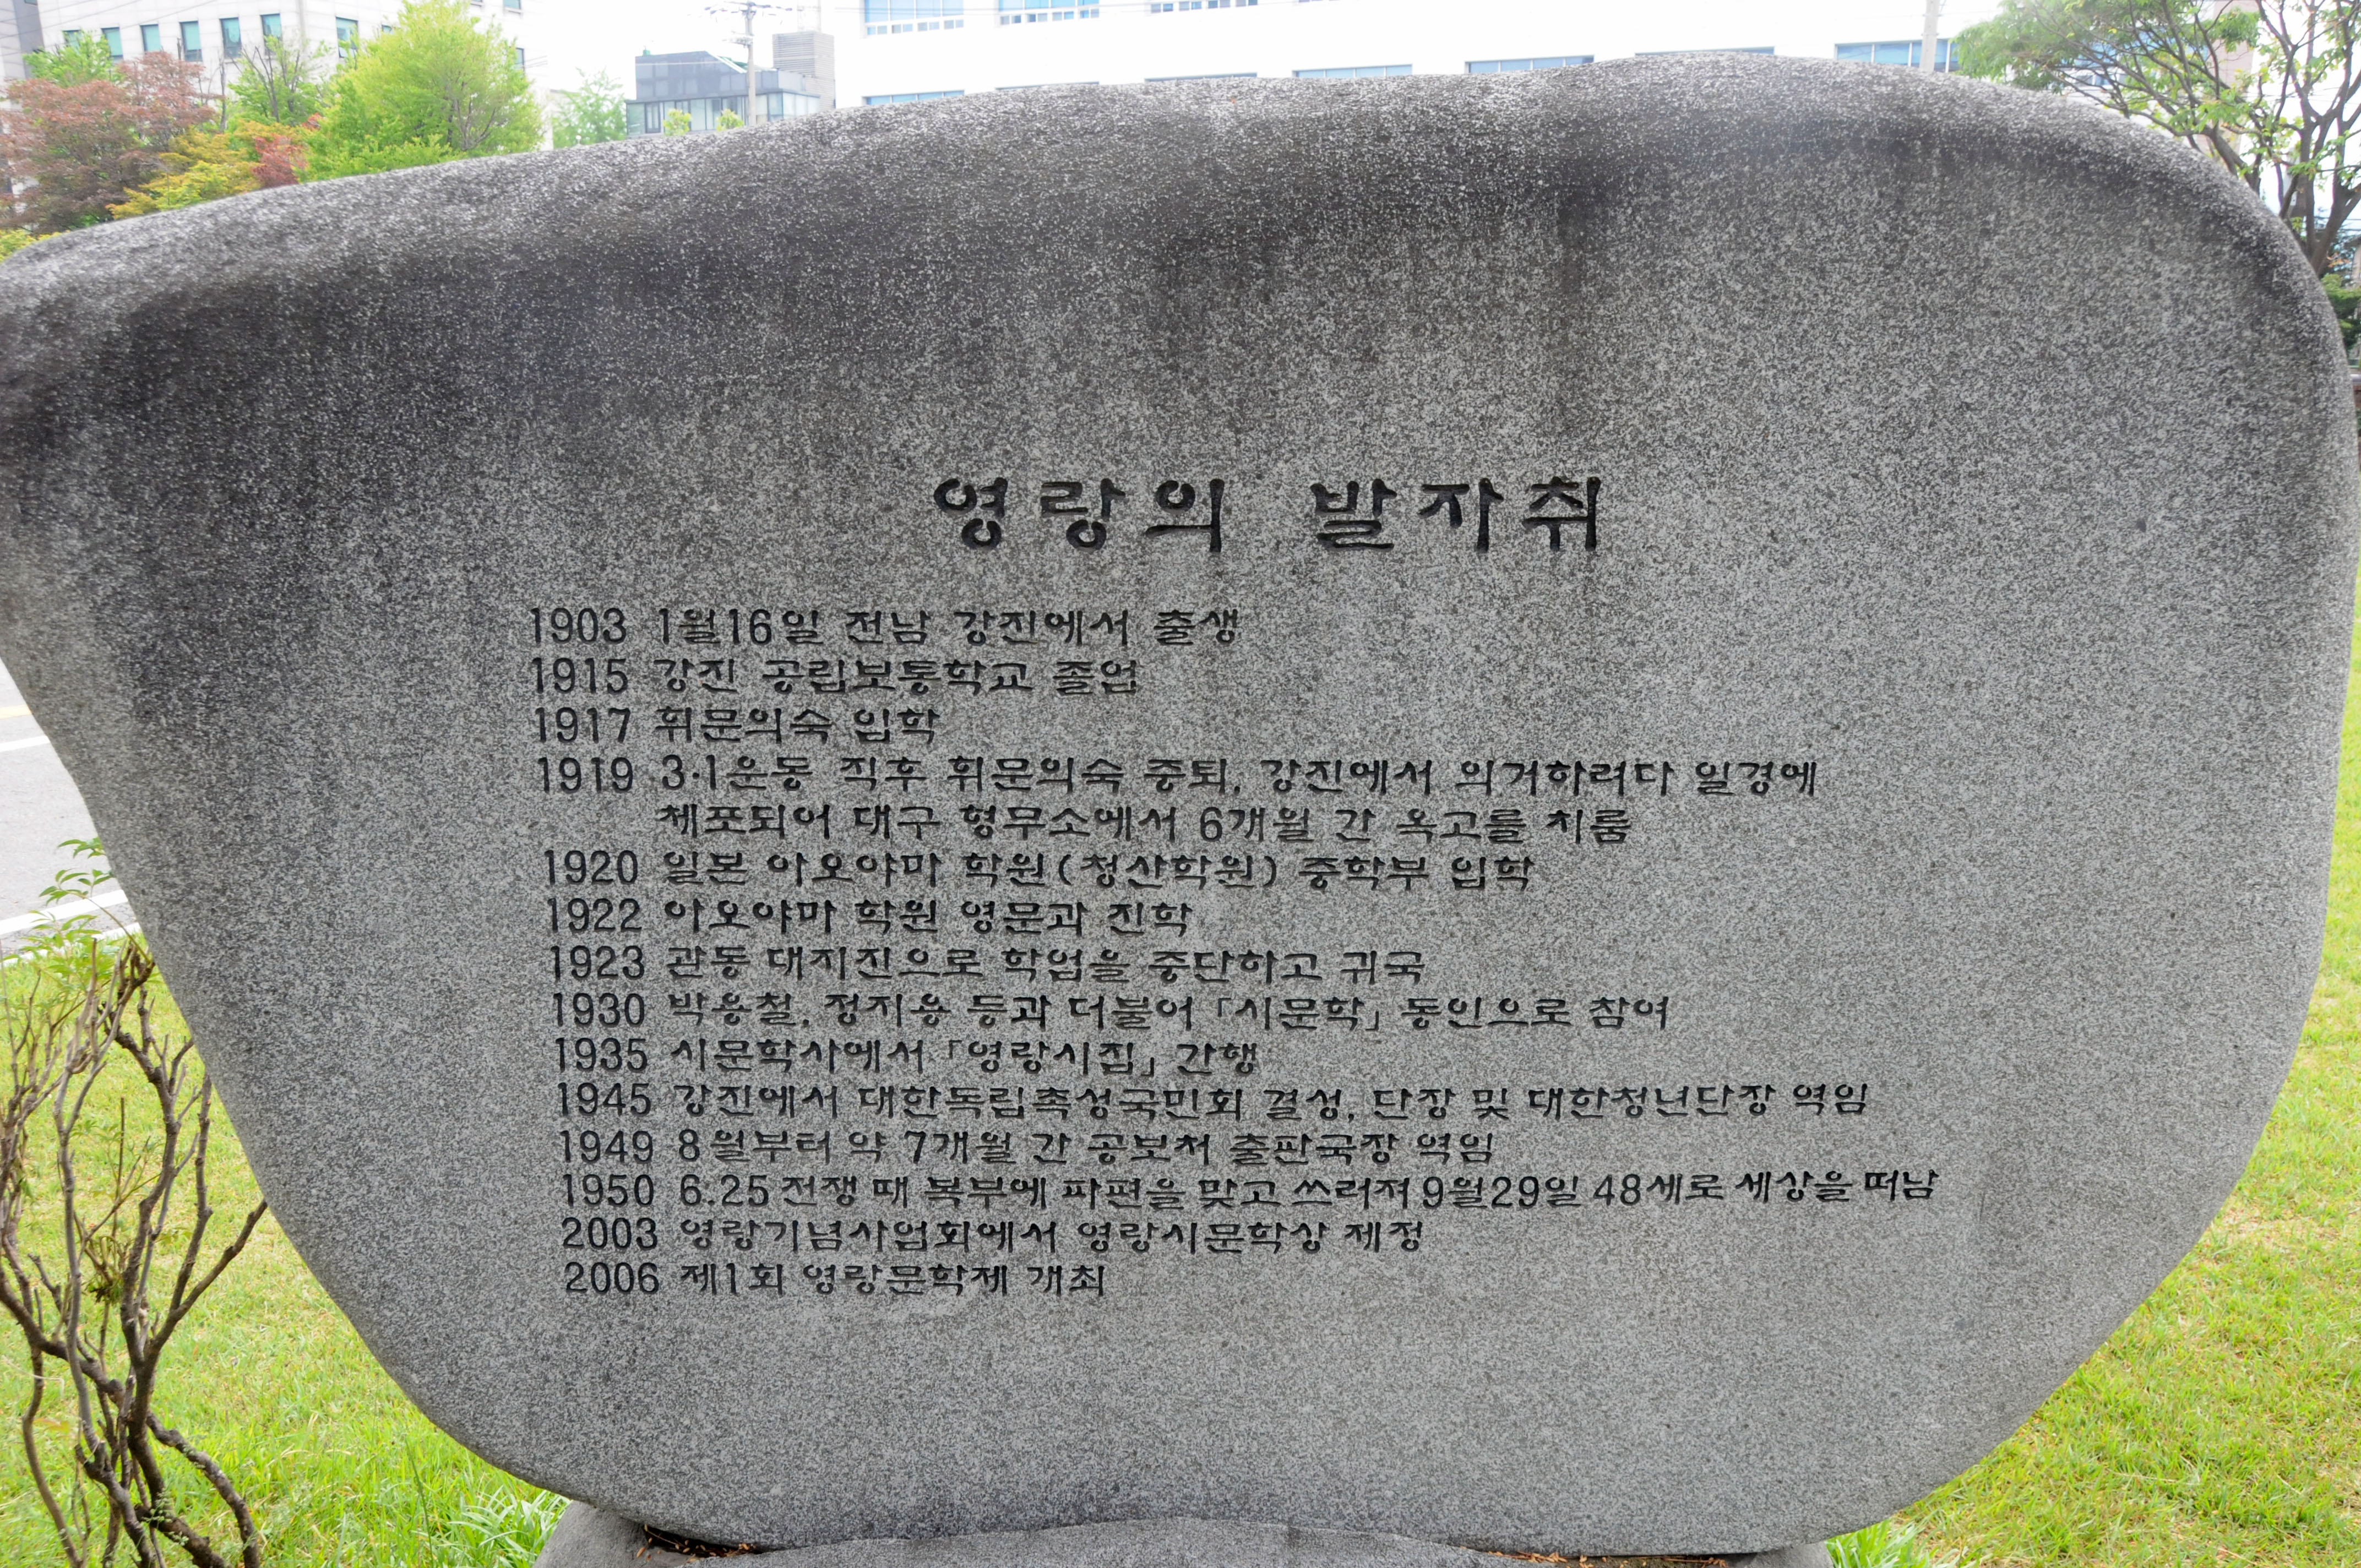 영랑의 발자취
1903 1월16일 전남 강진에서 출생
1915 강진 공립보통학교 졸업
1917 휘문의숙 입학
1919 3·1운동 직후 휘문의숙 중퇴, 강진에서 의거하려다 일경에
체포되어 대구 형무소에서 6개월 간 옥고를 치룸
1920 일본 아오야마 학원(청산학원) 중학부 입학
1922 아오야마 학원 영문과 진학
1923 관동 대지진으로 학업을 중단하고 귀국
1930 박용철, 정지용 등과 더불어 「시문학」 동인으로 참여
1935 시문학사에서 「영랑시집」 간행
1945 강진에서 대한독립촉성국민회 결성, 단장 및 대한청년단장 역임
1949 8월부터 약 7개월 간 공보처 출판국장 역임
1950 6.25전쟁 때 복부에 파편을 맞고 쓰러져 9월29일 48세로 세상을 떠남
2003 영랑기념사업회에서 영랑시문학상 제정
2006 제1회 영랑문학제 개최